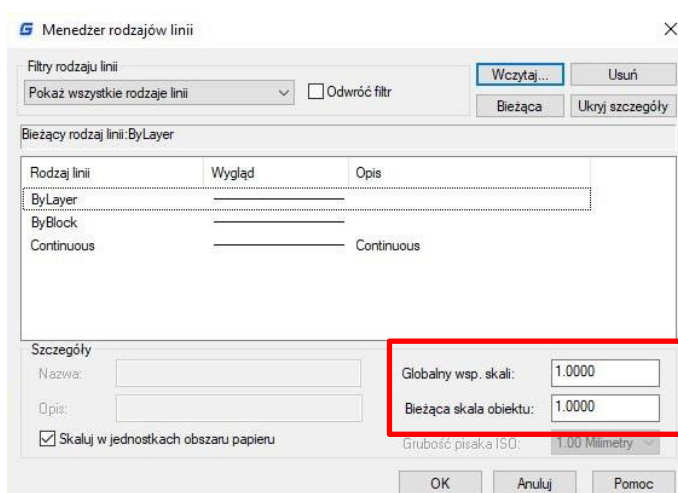 Menedżer rodzajów linii
Filtry rodzaju linii
Pokaż wszystkie rodzaje linii
Odwróć filtr
Wczytaj... Usuń
Bieżąca Ukryj szczegóły
Bieżący rodzaj linii:ByLayer
Rodzaj linii Wygląd Opis
ByLayer
ByBlock
Continuous Continuous
Szczegóły
Nazwa: Globalny wsp. skali: 1.0000
Opis: Bieżąca skala obiektu: 1.0000
Skaluj w jednostkach obszaru papieru Grubość pisaka ISO: 1.00 Milimetry
OK Anuluj Pomoc